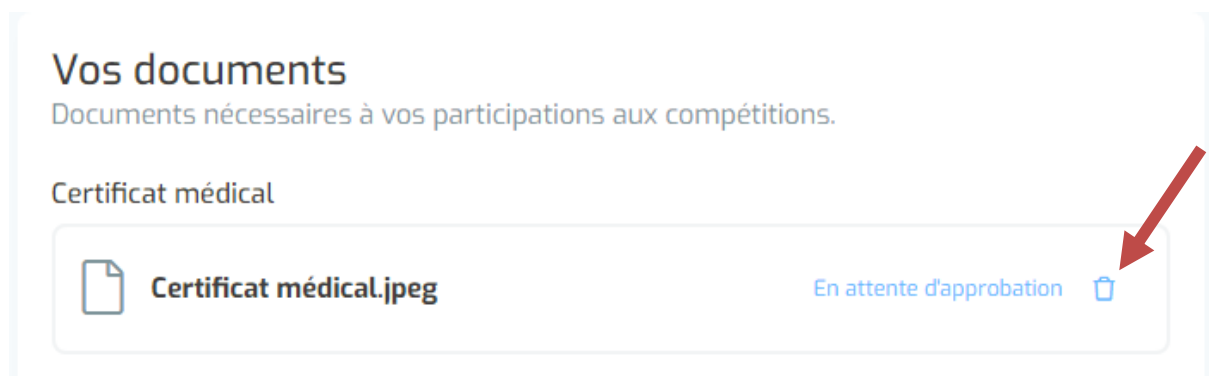 Vos documents
Documents nécessaires à vos participations aux compétitions.
Certificat médical
Certificat médical.jpeg En attente d'approbation